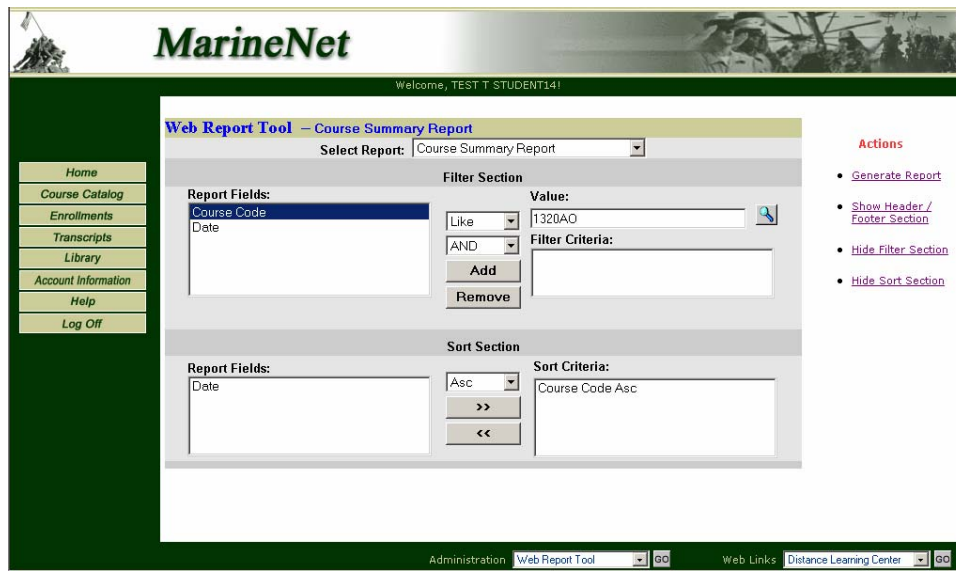 MarineNet
Welcome, TEST T STUDENT14!
Home
Course Catalog
Enrollments
Transcripts
Library
Account Information
Help
Log Off
Web Report Tool – Course Summary Report
Select Report: Course Summary Report
Filter Section
Report Fields:
Course Code
Date
Like
AND
Add
Remove
Value:
1320AO
Filter Criteria:
Sort Section
Report Fields:
Date
Asc
>>
<<
Sort Criteria:
Course Code Asc
Actions
Generate Report
Show Header /
Footer Section
Hide Filter Section
Hide Sort Section
Administration Web Report Tool GO Web Links Distance Learning Center GO